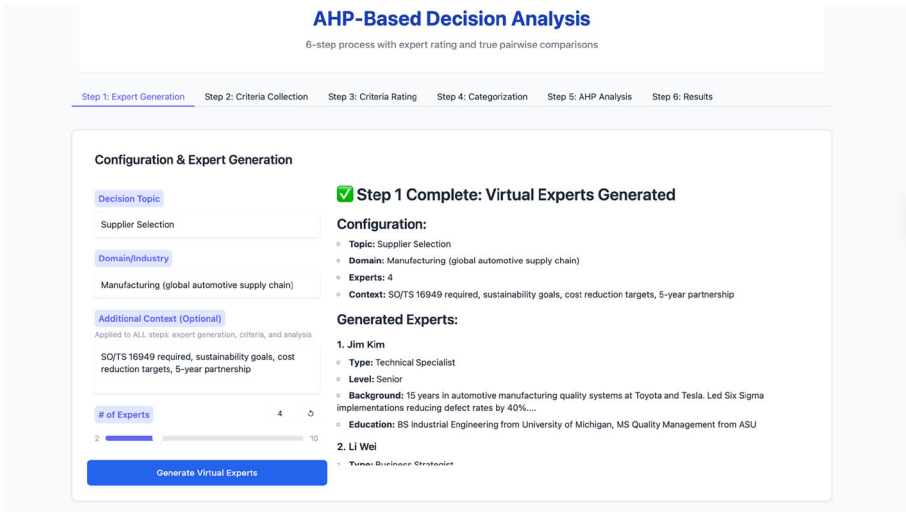 AHP-Based Decision Analysis
6-step process with expert rating and true pairwise comparisons
Step 1: Expert Generation
Step 2: Criteria Collection
Step 3: Criteria Rating
Step 4: Categorization
Step 5: AHP Analysis
Step 6: Results
Configuration & Expert Generation
Decision Topic
Supplier Selection
Domain/Industry
Manufacturing (global automotive supply chain)
Additional Context (Optional)
Applied to ALL steps: expert generation, criteria, and analysis
SO/TS 16949 required, sustainability goals, cost
reduction targets, 5-year partnership
# of Experts
4
2
10
Generate Virtual Experts
✅ Step 1 Complete: Virtual Experts Generated
Configuration:
Topic: Supplier Selection
Domain: Manufacturing (global automotive supply chain)
Experts: 4
Context: SO/TS 16949 required, sustainability goals, cost reduction targets, 5-year partnership
Generated Experts:
1. Jim Kim
Type: Technical Specialist
Level: Senior
Background: 15 years in automotive manufacturing quality systems at Toyota and Tesla. Led Six Sigma
implementations reducing defect rates by 40%....
Education: BS Industrial Engineering from University of Michigan, MS Quality Management from ASU
2. Li Wei
Type: Business Strategist